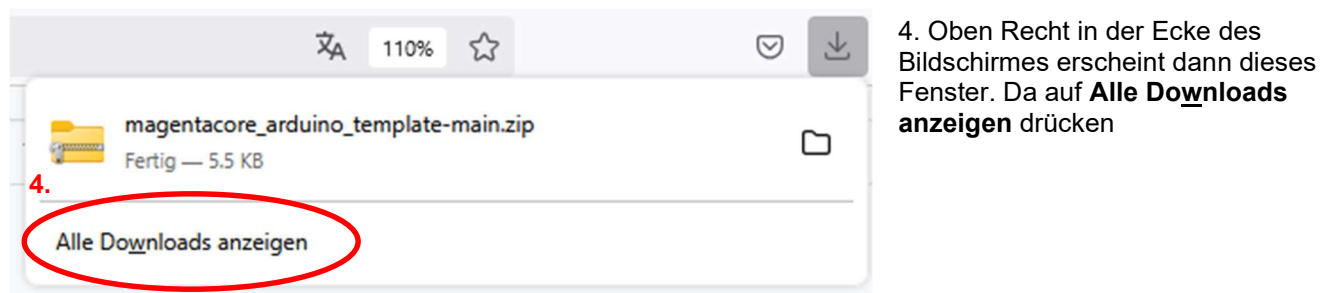 110%
magentacore_arduino_template-main.zip
Fertig — 5.5 KB
4.
Alle Downloads anzeigen
4. Oben Recht in der Ecke des
Bildschirmes erscheint dann dieses
Fenster. Da auf Alle Downloads
anzeigen drücken